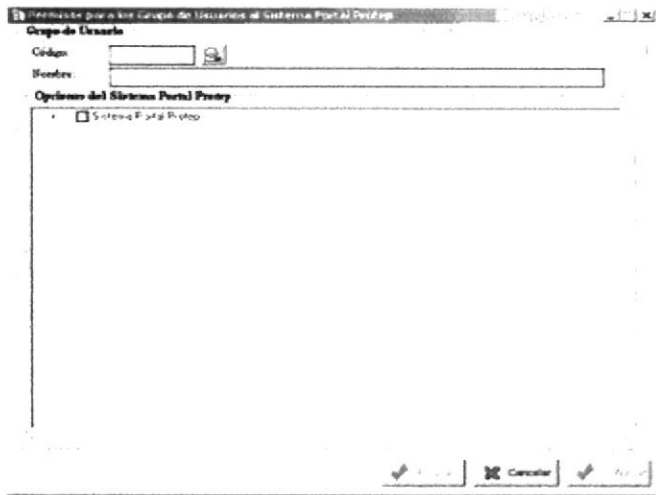 Permisos para los Grupo de Usuarios al Sistema Portal Protep
Grupo de Usuario
Código:
Nombre:
Opciones del Sistema Portal Protep
Sistema Portal Protep
Cancelar